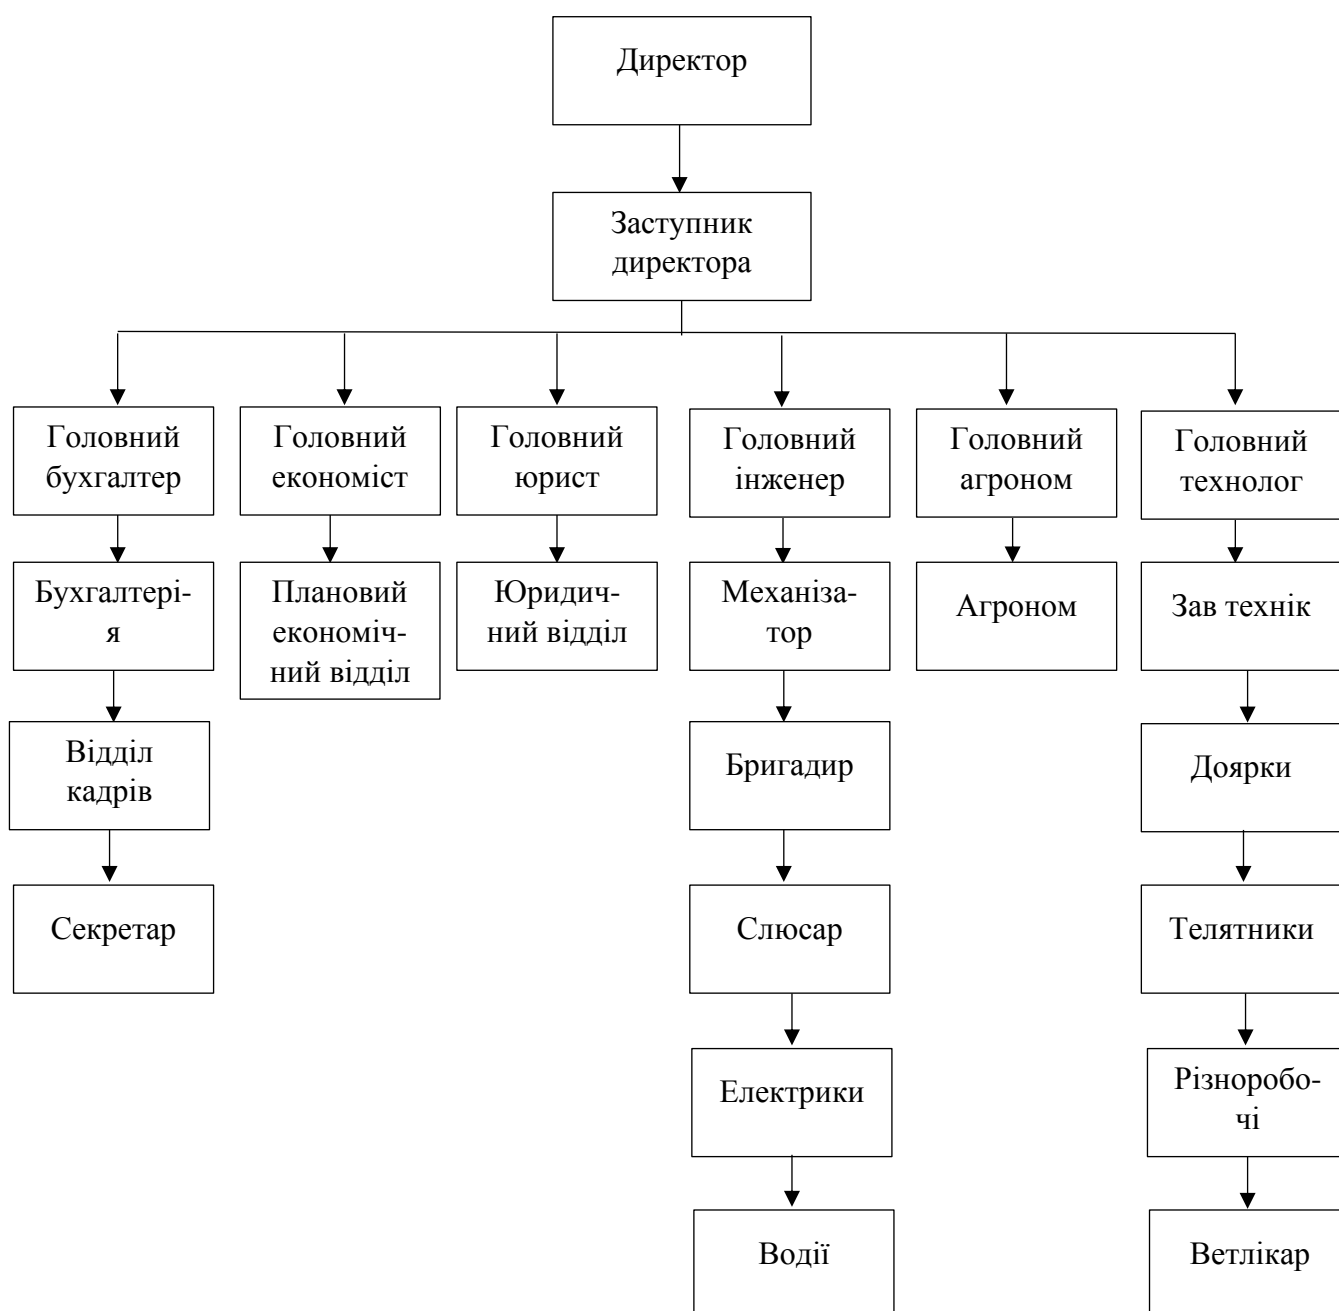 Директор
Заступник
директора
Головний
бухгалтер
Головний
економіст
Головний
юрист
Головний
інженер
Головний
агроном
Головний
технолог
Бухгалтері-
я
Плановий
економіч-
ний відділ
Юридич-
ний відділ
Механіза-
тор
Агроном
Зав технік
Відділ
кадрів
Бригадир
Доярки
Секретар
Слюсар
Телятники
Електрики
Різноробо-
чі
Водії
Ветлікар